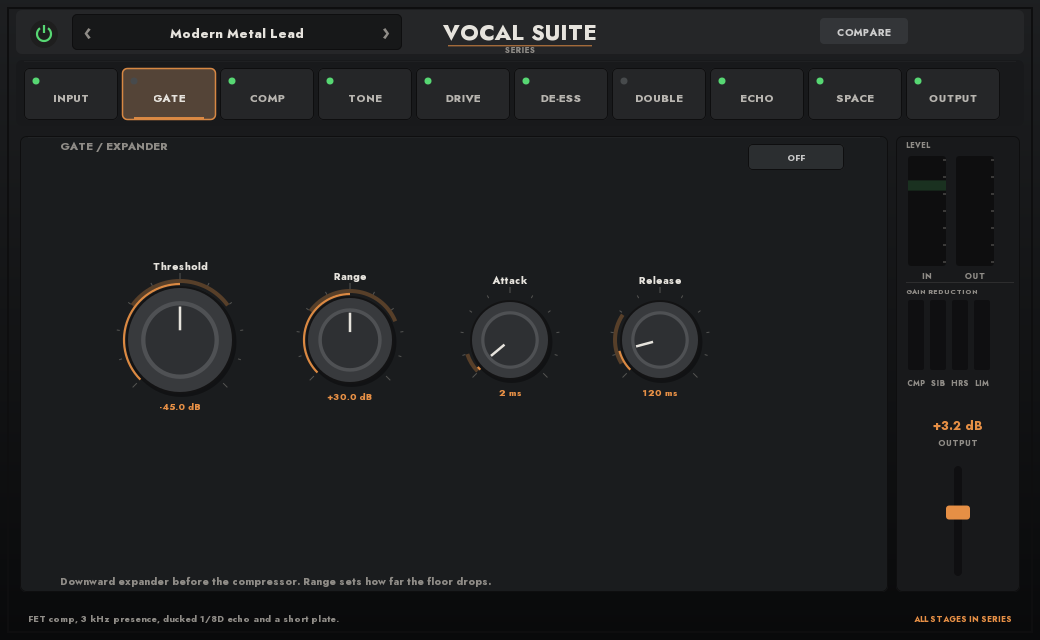 Modern Metal Lead
VOCAL SUITE
SERIES
COMPARE
INPUT
GATE
COMP
TONE
DRIVE
DE-ESS
DOUBLE
ECHO
SPACE
OUTPUT
GATE / EXPANDER
OFF
LEVEL
IN
OUT
GAIN REDUCTION
CMP SIB HRS LIM
Threshold
-45.0 dB
Range
+30.0 dB
Attack
2 ms
Release
120 ms
+3.2 dB
OUTPUT
Downward expander before the compressor. Range sets how far the floor drops.
FET comp, 3 kHz presence, ducked 1/8D echo and a short plate.
ALL STAGES IN SERIES